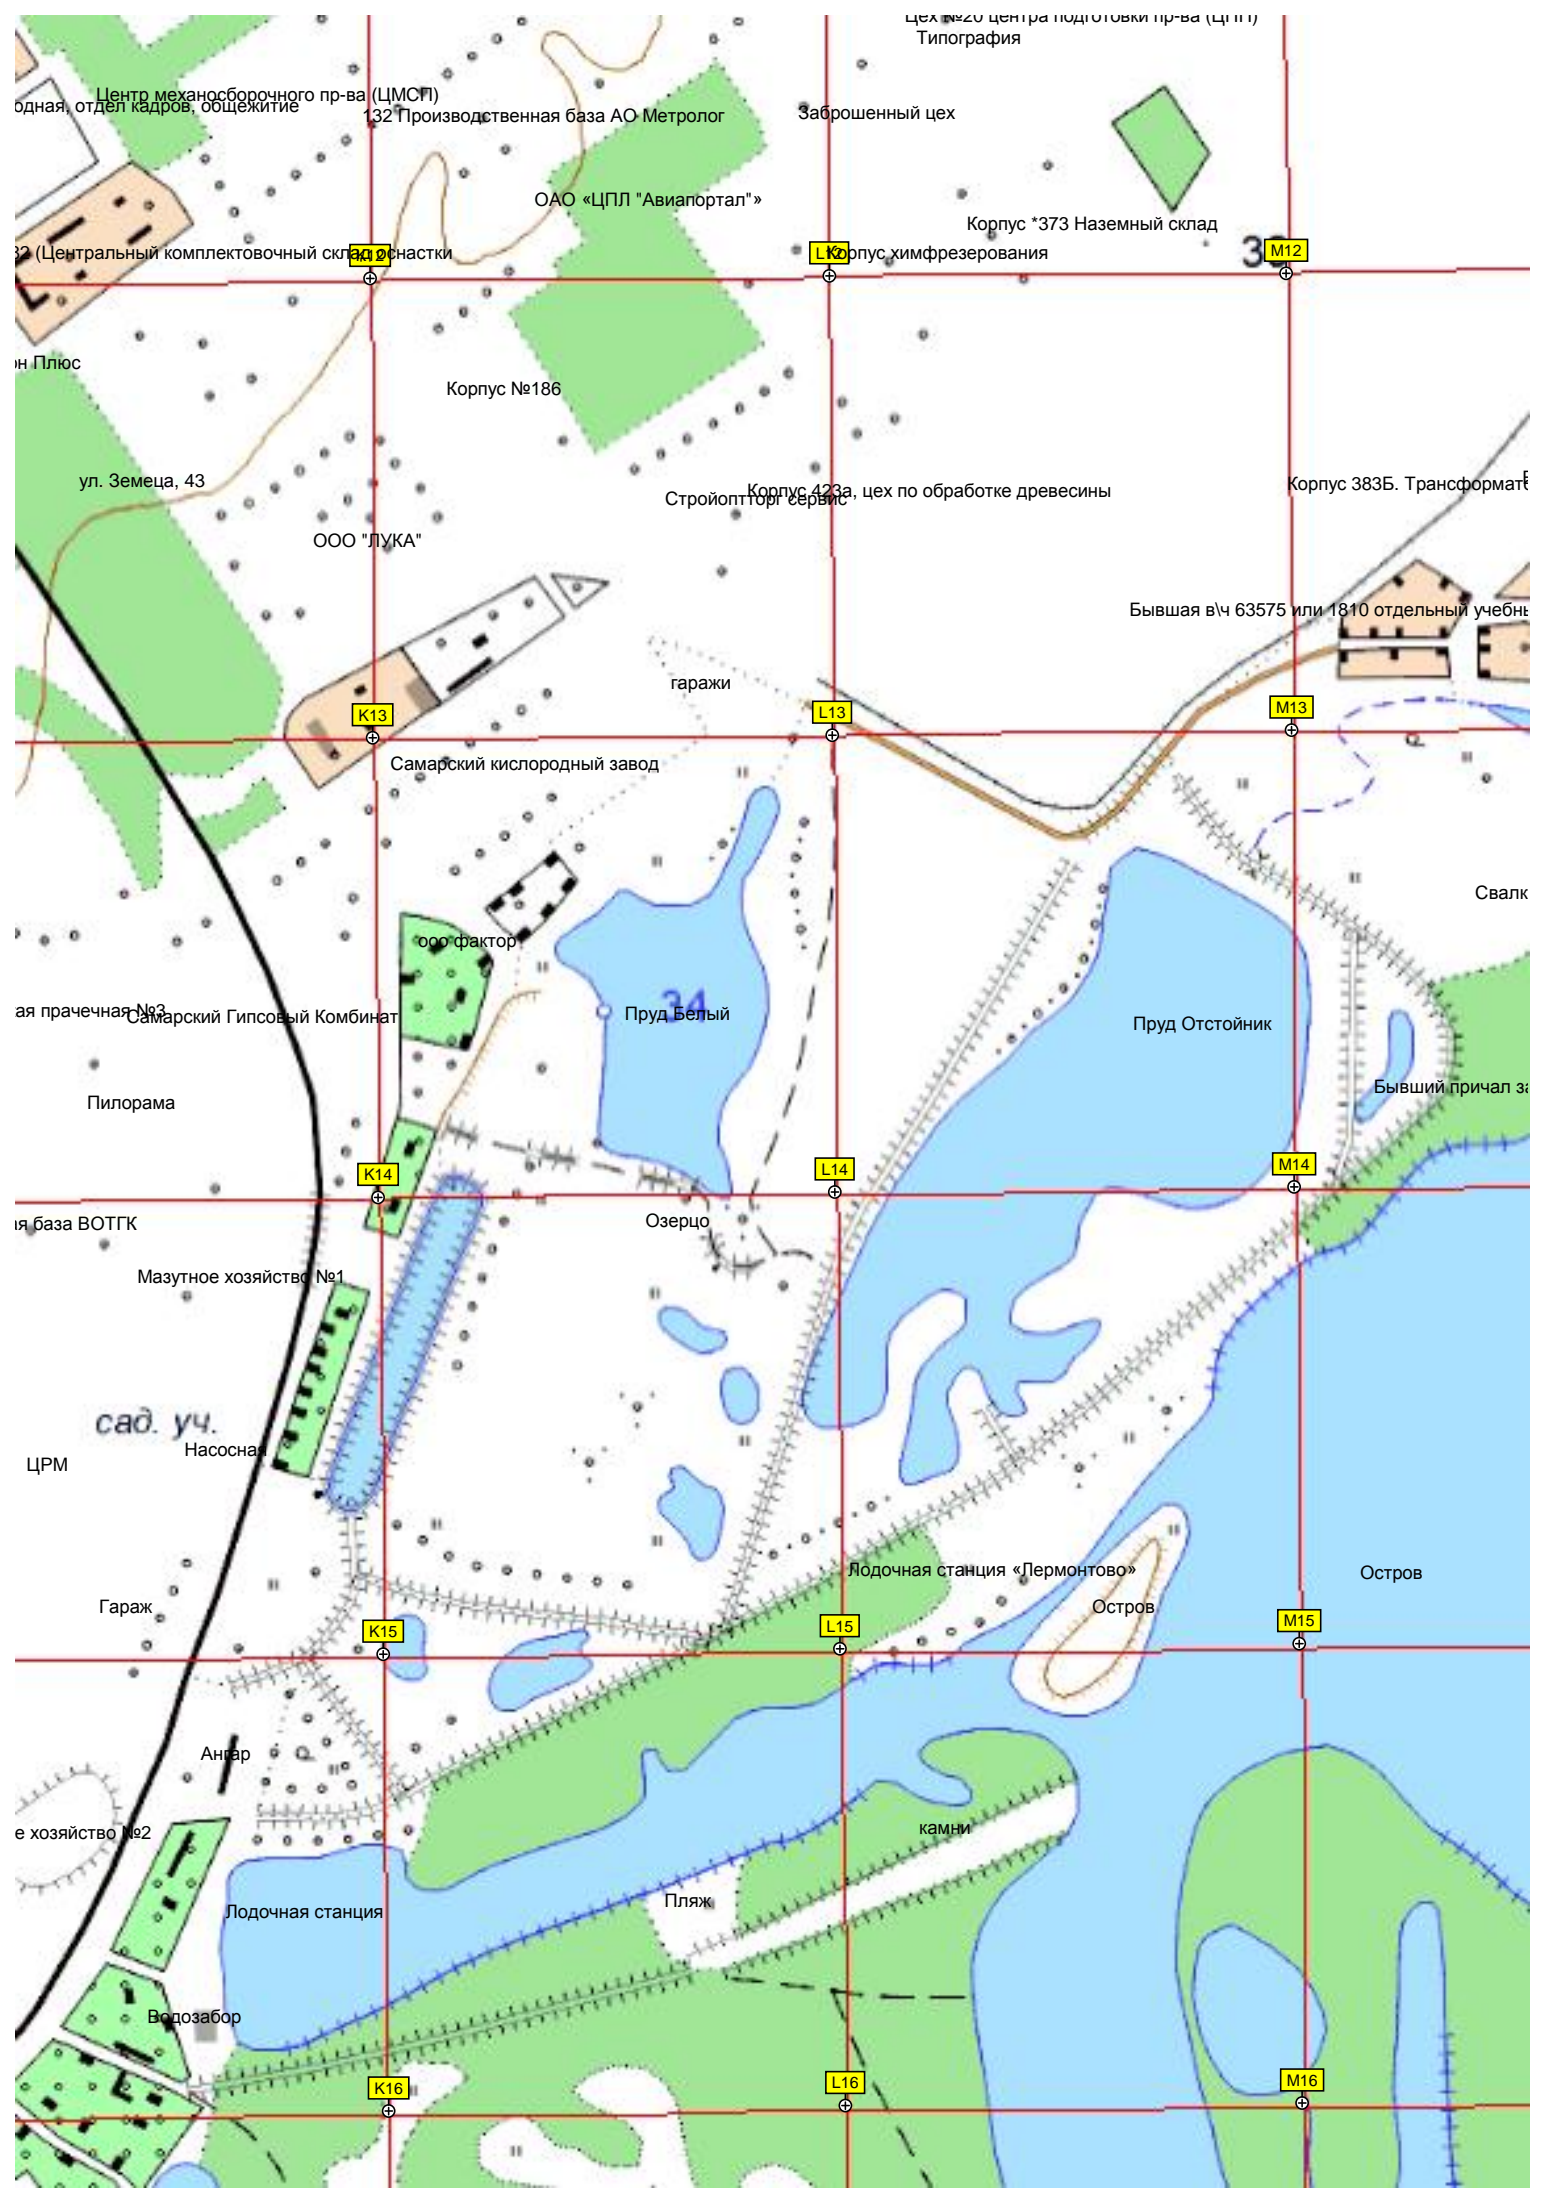 Цех №20 центра подготовки пр-ва (ЦПП)
Типография
Центр механосборочного пр-ва (ЦМСП)
одная, отдел кадров, общежитие
132 Производственная база АО Метролог
Заброшенный цех
ОАО «ЦПЛ "Авиапортал"»
Корпус *373 Наземный склад
32 (Центральный комплектовочный склад оснастки
K12
L12
Корпус химфрезерования
M12
он Плюс
Корпус №186
ул. Земеца, 43
Корпус 423а, цех по обработке древесины
Стройоптторг сервис
Корпус 383Б. Трансформато
ООО "ЛУКА"
Бывшая в\ч 63575 или 1810 отдельный учебны
гаражи
K13
L13
M13
Самарский кислородный завод
Свалк
ооо фактор
34
ая прачечная №3
Самарский Гипсовый Комбинат
Пруд Белый
Пруд Отстойник
Бывший причал за
Пилорама
K14
L14
M14
я база ВОТГК
Озерцо
Мазутное хозяйство №1
сад. уч.
Насосная
ЦРМ
Лодочная станция «Лермонтово»
Остров
Гараж
Остров
K15
L15
M15
Ангар
е хозяйство №2
камни
Пляж
Лодочная станция
Водозабор
K16
L16
M16